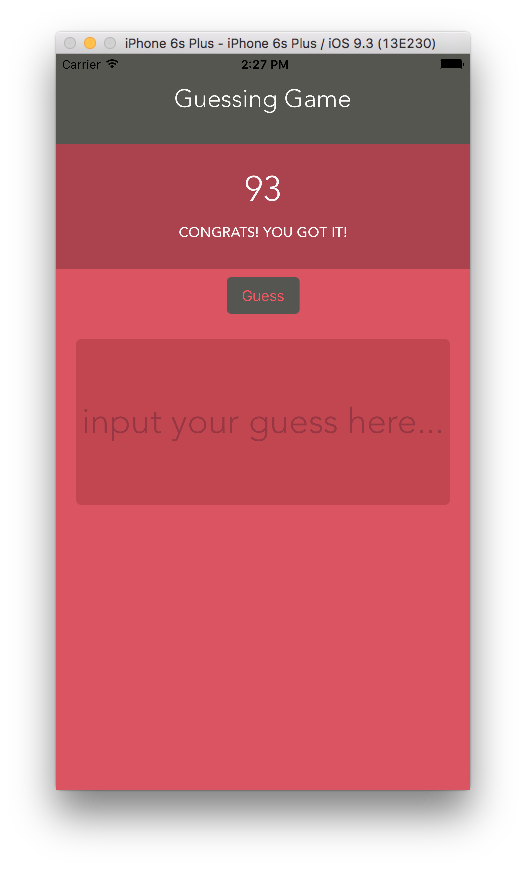 iPhone 6s Plus - iPhone 6s Plus / iOS 9.3 (13E230)
Carrier 2:27 PM
Guessing Game
93
CONGRATS! YOU GOT IT!
Guess
input your guess here...